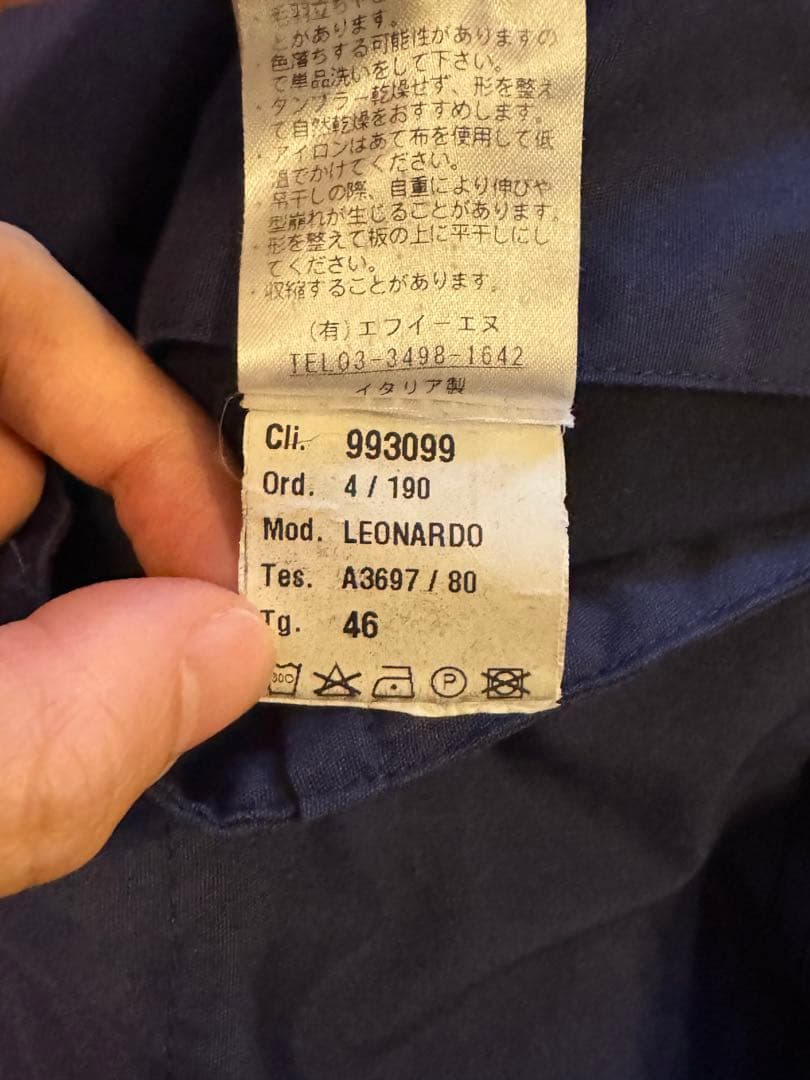 とがあります。
色落ちする可能性がありますの
で単品洗いをして下さい。
・タンブラー乾燥せず、形を整え
て自然乾燥をおすすめします。
・アイロンはあて布を使用して低
温でかけてください。
・吊干しの際、自重により伸びや
型崩れが生じることがあります。
・形を整えて板の上に平干しにし
てください。
・収縮することがあります。
(有)エフイーエヌ
TEL03-3498-1642
イタリア製
Cli. 993099
Ord. 4 / 190
Mod. LEONARDO
Tes. A3697 / 80
Tg. 46
30C P